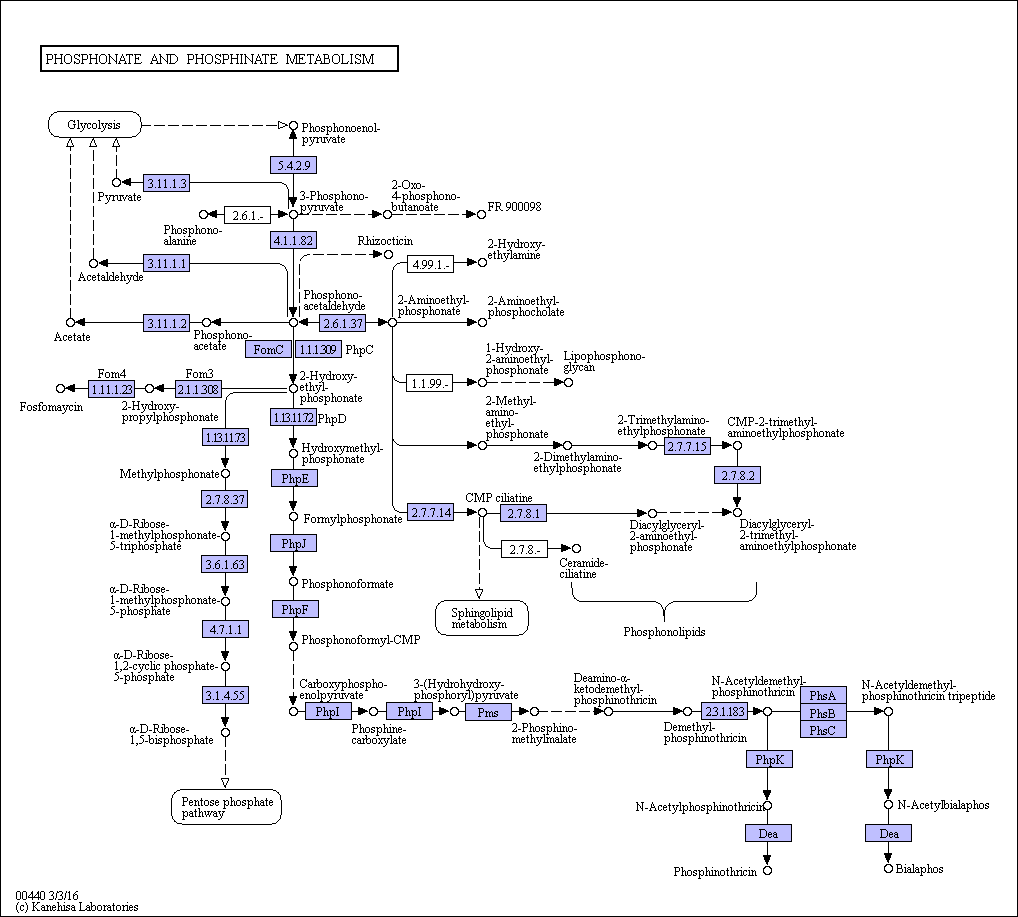 PHOSPHONATE AND PHOSPHINATE METABOLISM
Glycolysis
Phosphonoenol-
pyruvate
5.4.2.9
3.11.1.3
Pyruvate
3-Phosphono-
pyruvate
2-Oxo-
4-phosphono-
butanoate
FR 900098
2.6.1.-
Phosphono-
alanine
4.1.1.82
Rhizocticin
2-Hydroxy-
ethylamine
4.99.1.-
3.11.1.1
Acetaldehyde
Phosphono-
acetaldehyde
2-Aminoethyl-
phosphonate
2-Aminoethyl-
phosphocholate
3.11.1.2
2.6.1.37
Acetate
Phosphono-
acetate
FomC
1.1.1.309
PhpC
1-Hydroxy-
2-aminoethyl-
phosphonate
Lipophosphono-
glycan
1.1.99.-
Fom4
Fom3
1.11.1.23
2.1.1.308
2-Hydroxy-
ethyl-
phosphonate
Fosfomaycin
2-Hydroxy-
propylphosphonate
2-Methyl-
amino-
ethyl-
phosphonate
1.13.11.72
PhpD
1.13.11.73
2-Trimethylamino-
ethylphosphonate
CMP-2-trimethyl-
aminoethylphosphonate
2.7.7.15
Hydroxymethyl-
phosphonate
2-Dimethylamino-
ethylphosphonate
Methylphosphonate
PhpE
2.7.8.2
2.7.8.37
CMP ciliatine
2.7.7.14
2.7.8.1
Formylphosphonate
α-D-Ribose-
1-methylphosphonate-
5-triphosphate
Diacylglyceryl-
2-aminoethyl-
phosphonate
Diacylglyceryl-
2-trimethyl-
aminoethylphosphonate
PhpJ
2.7.8.-
3.6.1.63
Ceramide-
ciliatine
Phosphonoformate
α-D-Ribose-
1-methylphosphonate-
5-phosphate
PhpF
Sphingolipid
metabolism
4.7.1.1
Phosphonolipids
Phosphonoformyl-CMP
α-D-Ribose-
1,2-cyclic phosphate-
5-phosphate
3.1.4.55
Carboxyphospho-
enolpyruvate
3-(Hydrohydroxy-
phosphoryl)pyruvate
Deamino-α-
ketodemethyl-
phosphinothricin
N-Acetyldemethyl-
phosphinothricin
N-Acetyldemethyl-
phosphinothricin tripeptide
PhsA
PhsB
PhsC
PhpI
PhpI
Pms
2.3.1.183
Phosphine-
carboxylate
2-Phosphino-
methylmalate
Demethyl-
phosphinothricin
α-D-Ribose-
1,5-bisphosphate
PhpK
PhpK
Pentose phosphate
pathway
N-Acetylphosphinothricin
N-Acetylbialaphos
Dea
Dea
Phosphinothricin
Bialaphos
00440 3/3/16
(c) Kanehisa Laboratories